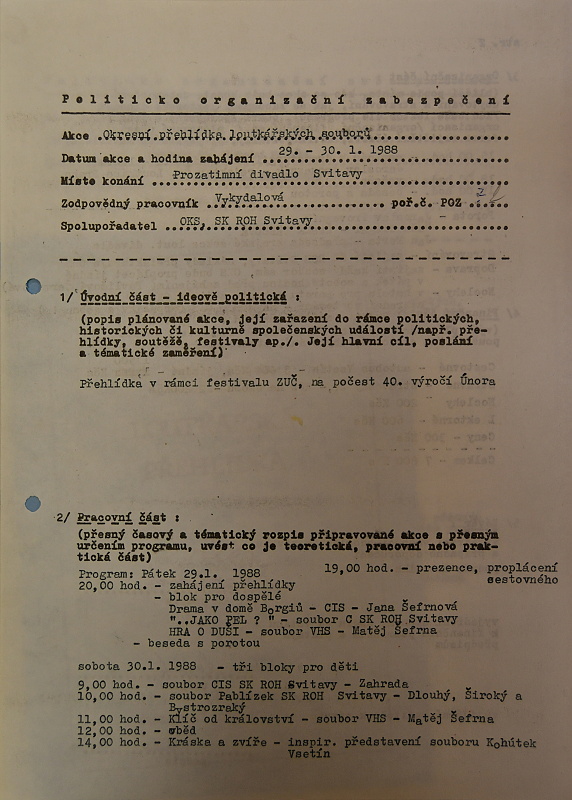 Politicko organizační zabezpečení
Akce .Okresní přehlídka loutkářských souborů
Datum akce a hodina zahájení 29. - 30. 1. 1988
Místo konání Prozatimní divadlo Svitavy
Zodpovědný pracovník Vykydalová poř.č. POZ 2
Spolupořadatel OKS, SK ROH Svitavy
1/ Úvodní část - ideově politická :
(popis plánované akce, její zařazení do rámce politických,
historických či kulturně společenských událostí /např. pře-
hlídky, soutěže, festivaly ap./. Její hlavní cíl, poslání
a tématické zaměření)
Přehlídka v rámci festivalu ZUČ, na počest 40. výročí Února
2/ Pracovní část :
(přesný časový a tématický rozpis připravované akce s přesným
určením programu, uvést co je teoretická, pracovní nebo prak-
tická část)
19,00 hod. - prezence, proplácení
cestovného
Program: Pátek 29.1. 1988
20,00 hod. - zahájení přehlídky
- blok pro dospělé
Drama v domě Borgiů - CIS - Jana Šefrnová
"..JAKO PEL ? " - soubor C SK ROH Svitavy
HRA O DUŠI - soubor VHS - Matěj Šefrna
- beseda s porotou
sobota 30.1. 1988 - tři bloky pro děti
9,00 hod. - soubor CIS SK ROH Svitavy - Zahrada
10,00 hod. - soubor Pablízek SK ROH Svitavy - Dlouhý, Široký a
Bystrozraký
11,00 hod. - Klíč od království - soubor VHS - Matěj Šefrna
12,00 hod. - oběd
14,00 hod. - Kráska a zvíře - inspir. představení souboru Kohútek
Vsetín